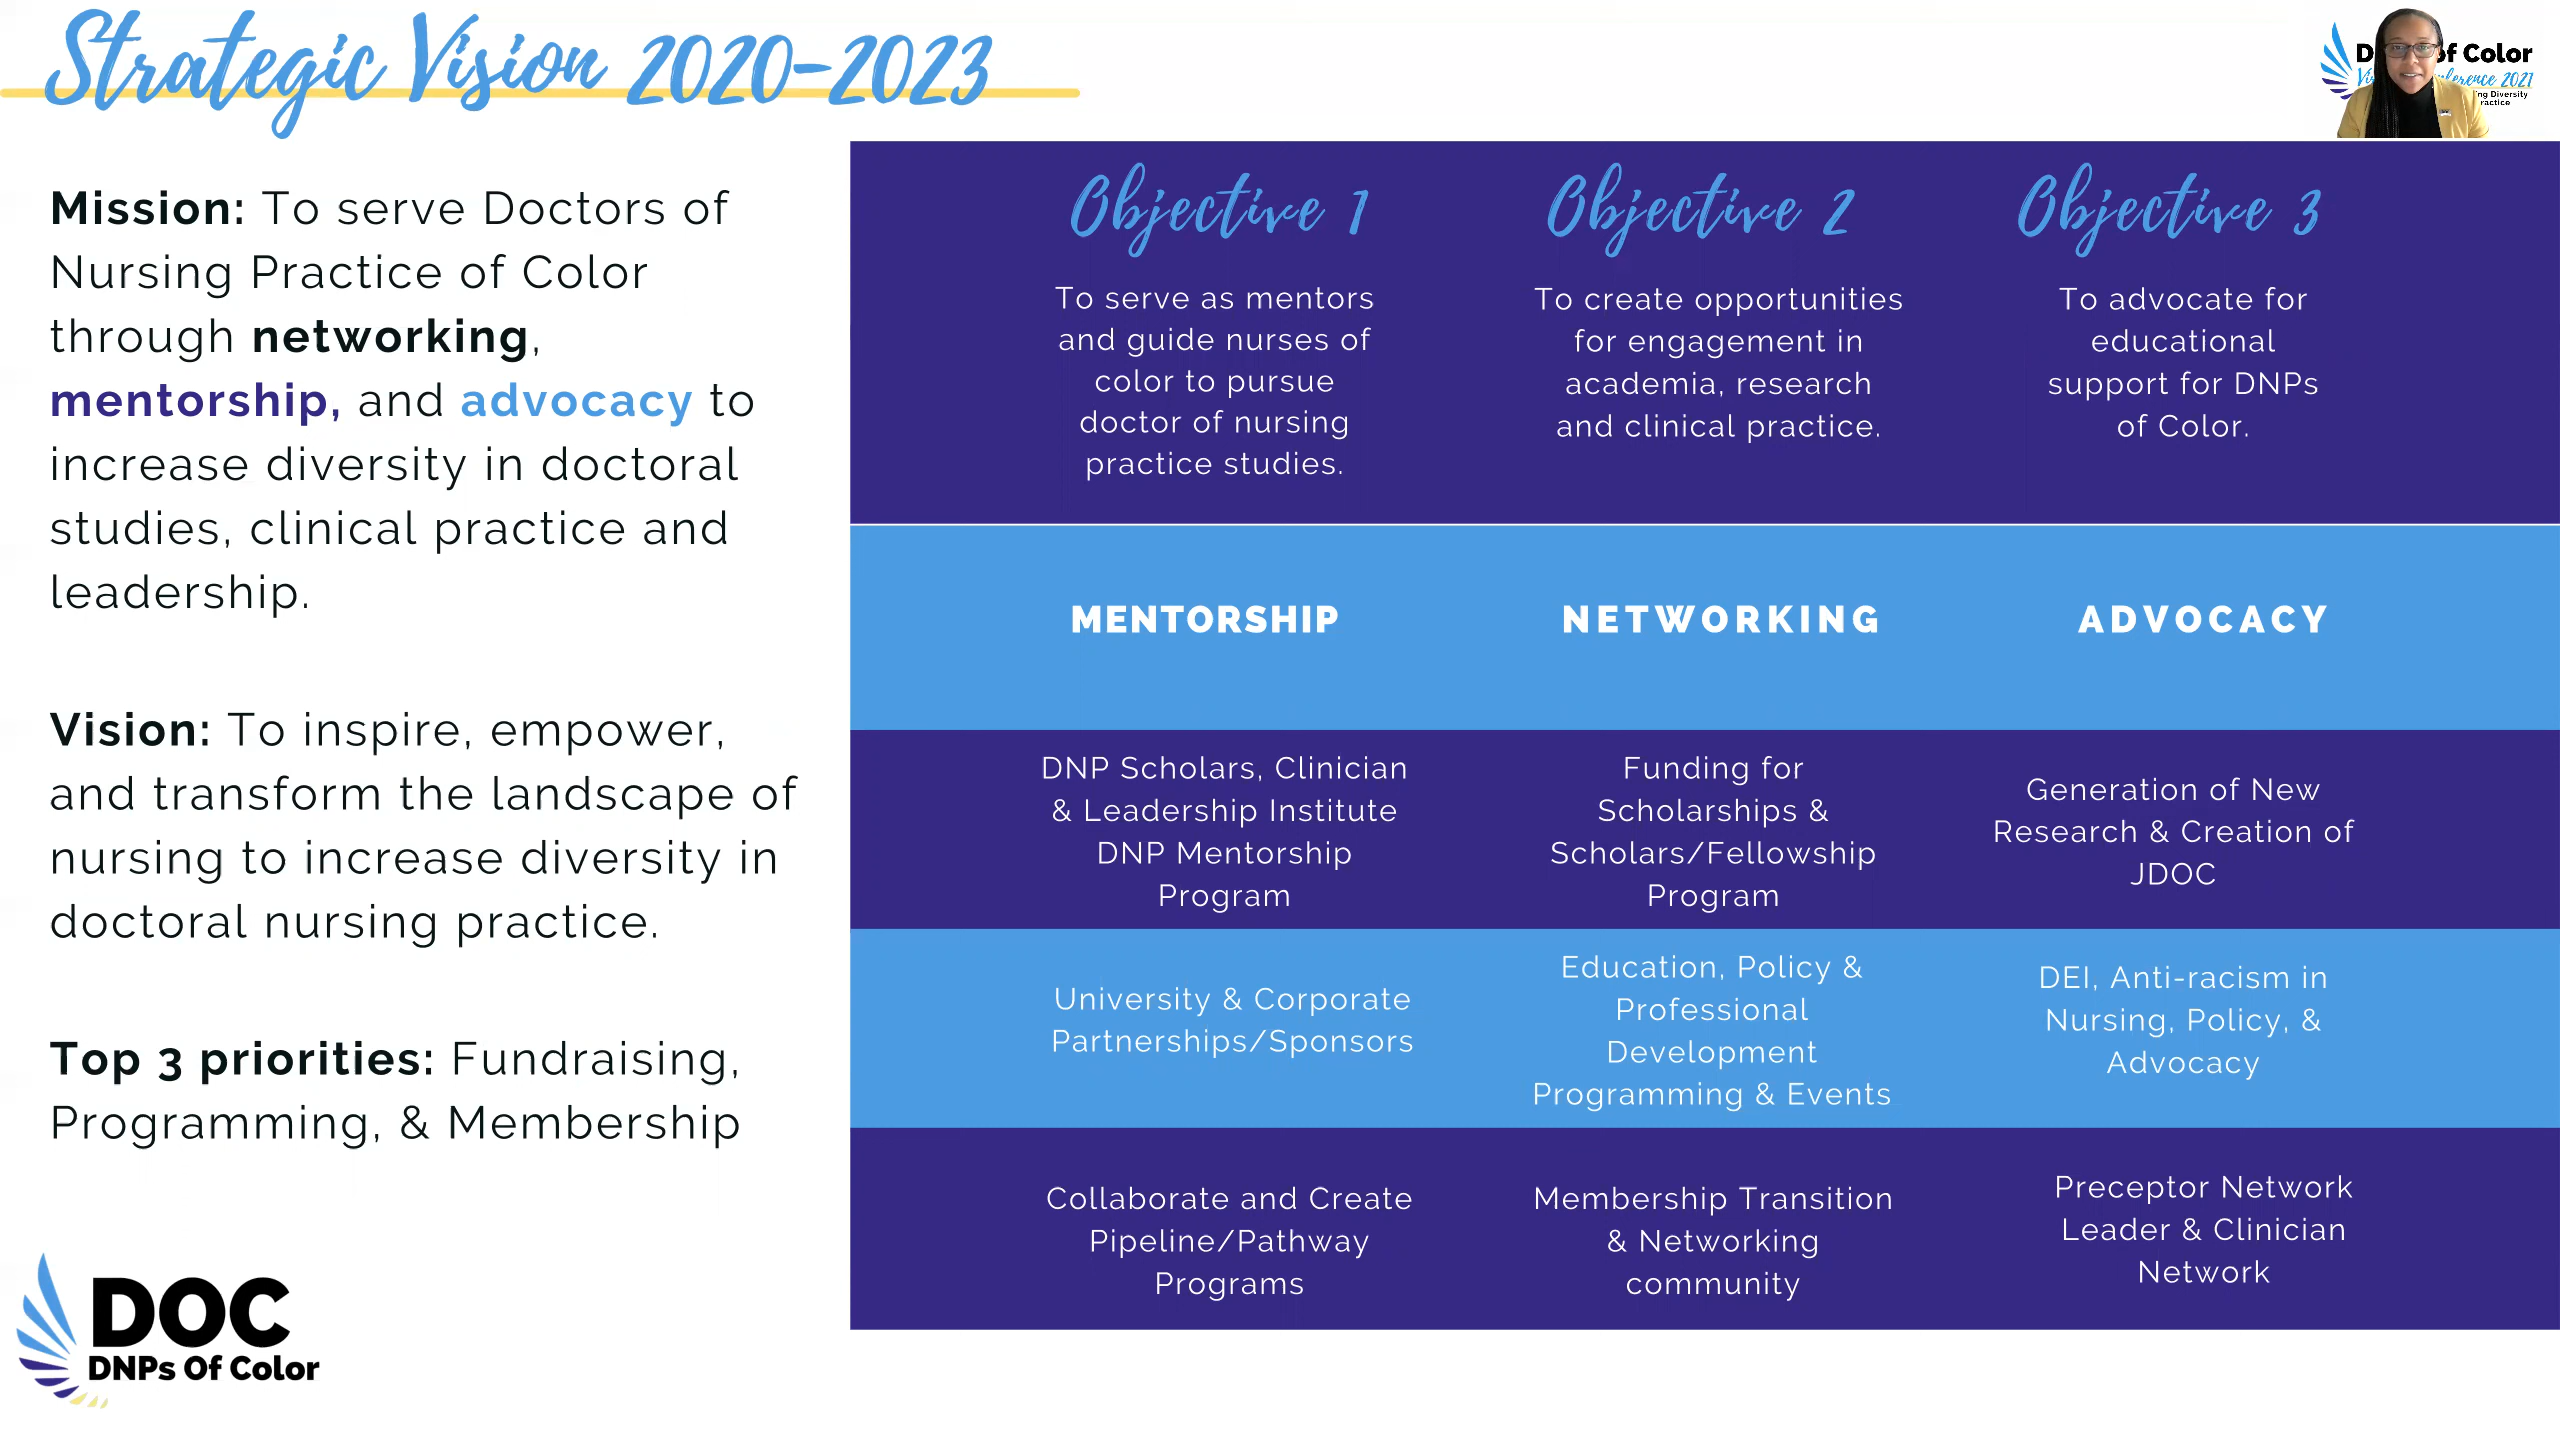 Strategic Vision 2020-2023
of Color
Conference 2021
ng Diversity
ractice
Mission: To serve Doctors of
Nursing Practice of Color
through networking,
mentorship, and advocacy to
increase diversity in doctoral
studies, clinical practice and
leadership.
Vision: To inspire, empower,
and transform the landscape of
nursing to increase diversity in
doctoral nursing practice.
Top 3 priorities: Fundraising,
Programming, & Membership
DOC
DNPs Of Color
Objective 1
To serve as mentors
and guide nurses of
color to pursue
doctor of nursing
practice studies.
Objective 2
To create opportunities
for engagement in
academia, research
and clinical practice.
Objective 3
To advocate for
educational
support for DNPs
of Color.
MENTORSHIP
NETWORKING
ADVOCACY
DNP Scholars, Clinician
& Leadership Institute
DNP Mentorship
Program
Funding for
Scholarships &
Scholars/Fellowship
Program
Generation of New
Research & Creation of
JDOC
University & Corporate
Partnerships/Sponsors
Education, Policy &
Professional
Development
Programming & Events
DEI, Anti-racism in
Nursing, Policy, &
Advocacy
Collaborate and Create
Pipeline/Pathway
Programs
Membership Transition
& Networking
community
Preceptor Network
Leader & Clinician
Network